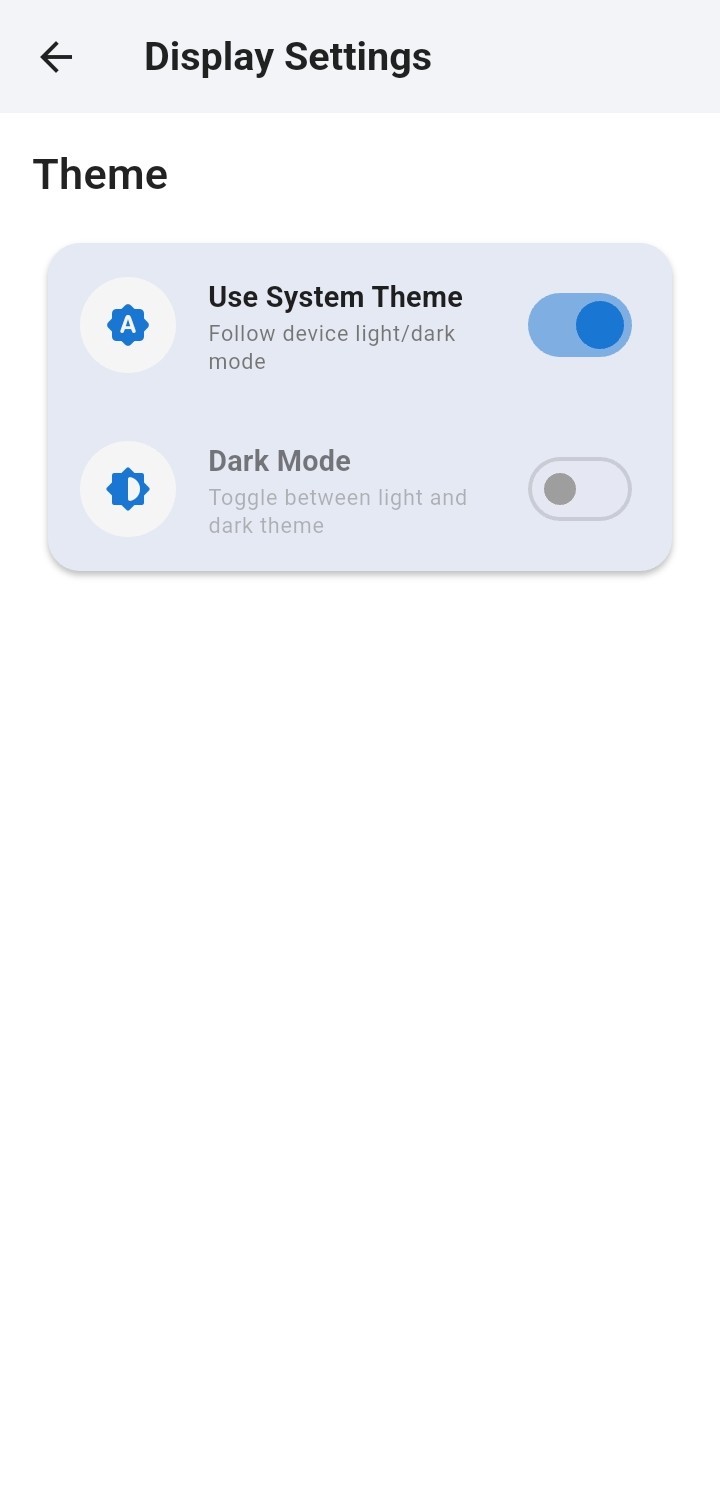 Display Settings
Theme
Use System Theme
Follow device light/dark
mode
Dark Mode
Toggle between light and
dark theme